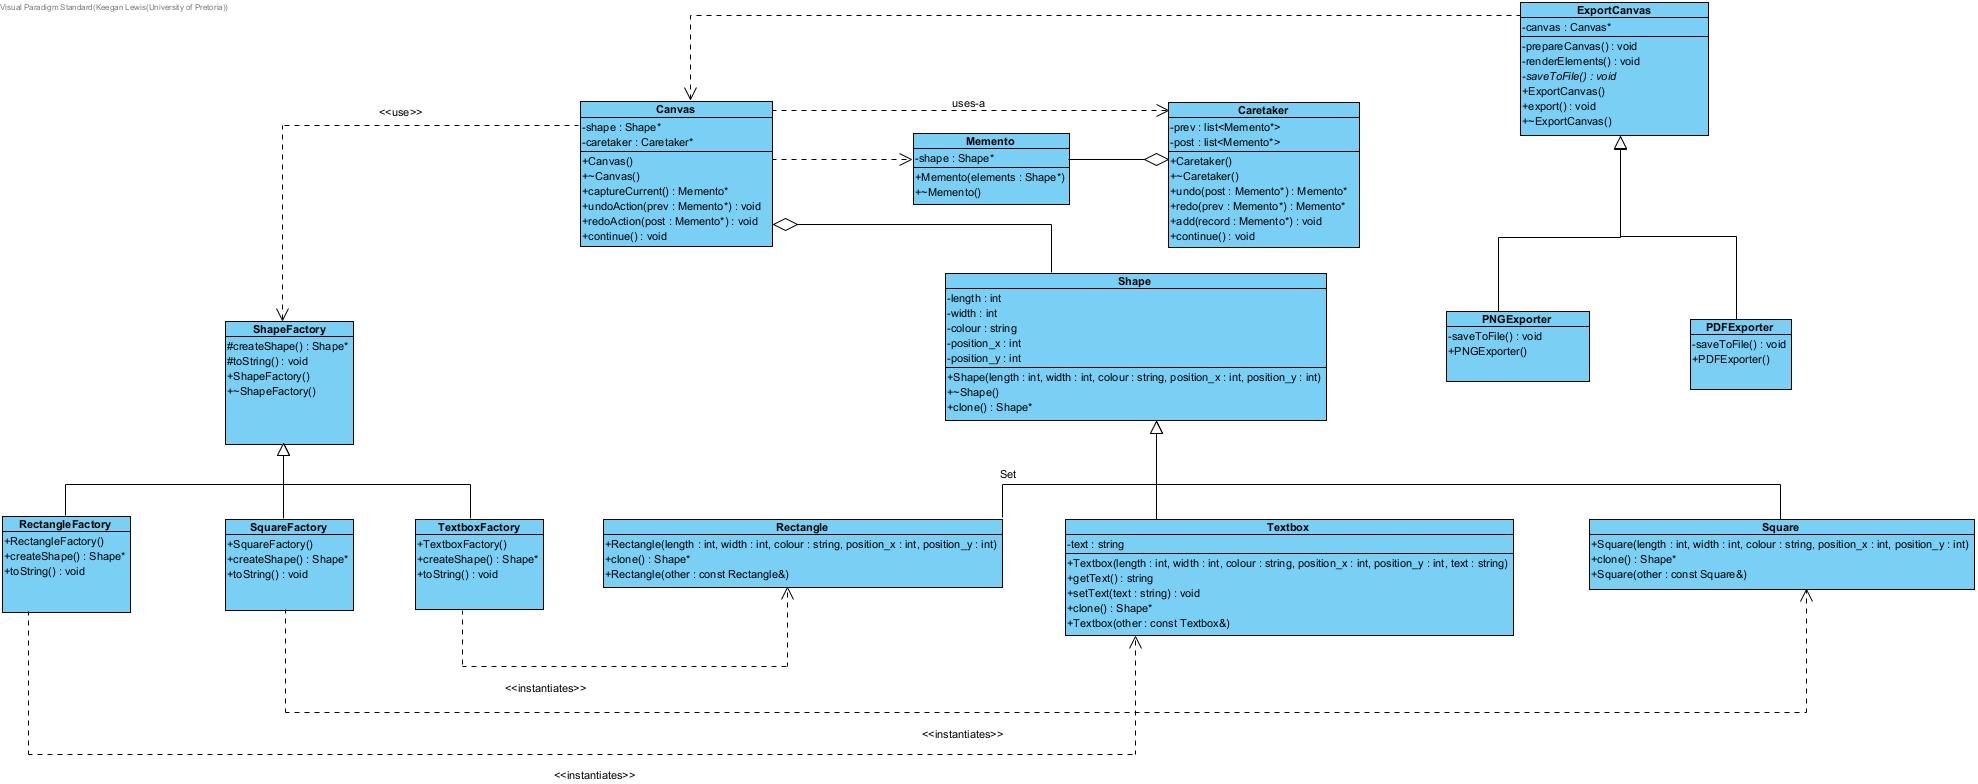 Visual Paradigm Standard(Keegan Lewis(University of Pretoria))
ExportCanvas
-canvas : Canvas*
-prepareCanvas() : void
-renderElements() : void
-saveToFile() : void
+ExportCanvas()
+export() : void
+~ExportCanvas()
<<use>>
Canvas
-shape : Shape*
-caretaker : Caretaker*
+Canvas()
+~Canvas()
+captureCurrent() : Memento*
+undoAction(prev : Memento*) : void
+redoAction(post : Memento*) : void
+continue() : void
uses-a
Memento
-shape : Shape*
+Memento(elements : Shape*)
+~Memento()
Caretaker
-prev : list<Memento*>
-post : list<Memento*>
+Caretaker()
+~Caretaker()
+undo(post : Memento*) : Memento*
+redo(prev : Memento*) : Memento*
+add(record : Memento*) : void
+continue() : void
Shape
-length : int
-width : int
-colour : string
-position_x : int
-position_y : int
+Shape(length : int, width : int, colour : string, position_x : int, position_y : int)
+~Shape()
+clone() : Shape*
PNGExporter
-saveToFile() : void
+PNGExporter()
PDFExporter
-saveToFile() : void
+PDFExporter()
ShapeFactory
#createShape() : Shape*
#toString() : void
+ShapeFactory()
+~ShapeFactory()
Set
RectangleFactory
+RectangleFactory()
+createShape() : Shape*
+toString() : void
SquareFactory
+SquareFactory()
+createShape() : Shape*
+toString() : void
TextboxFactory
+TextboxFactory()
+createShape() : Shape*
+toString() : void
Rectangle
+Rectangle(length : int, width : int, colour : string, position_x : int, position_y : int)
+clone() : Shape*
+Rectangle(other : const Rectangle&)
Textbox
-text : string
+Textbox(length : int, width : int, colour : string, position_x : int, position_y : int, text : string)
+getText() : string
+setText(text : string) : void
+clone() : Shape*
+Textbox(other : const Textbox&)
Square
+Square(length : int, width : int, colour : string, position_x : int, position_y : int)
+clone() : Shape*
+Square(other : const Square&)
<<instantiates>>
<<instantiates>>
<<instantiates>>